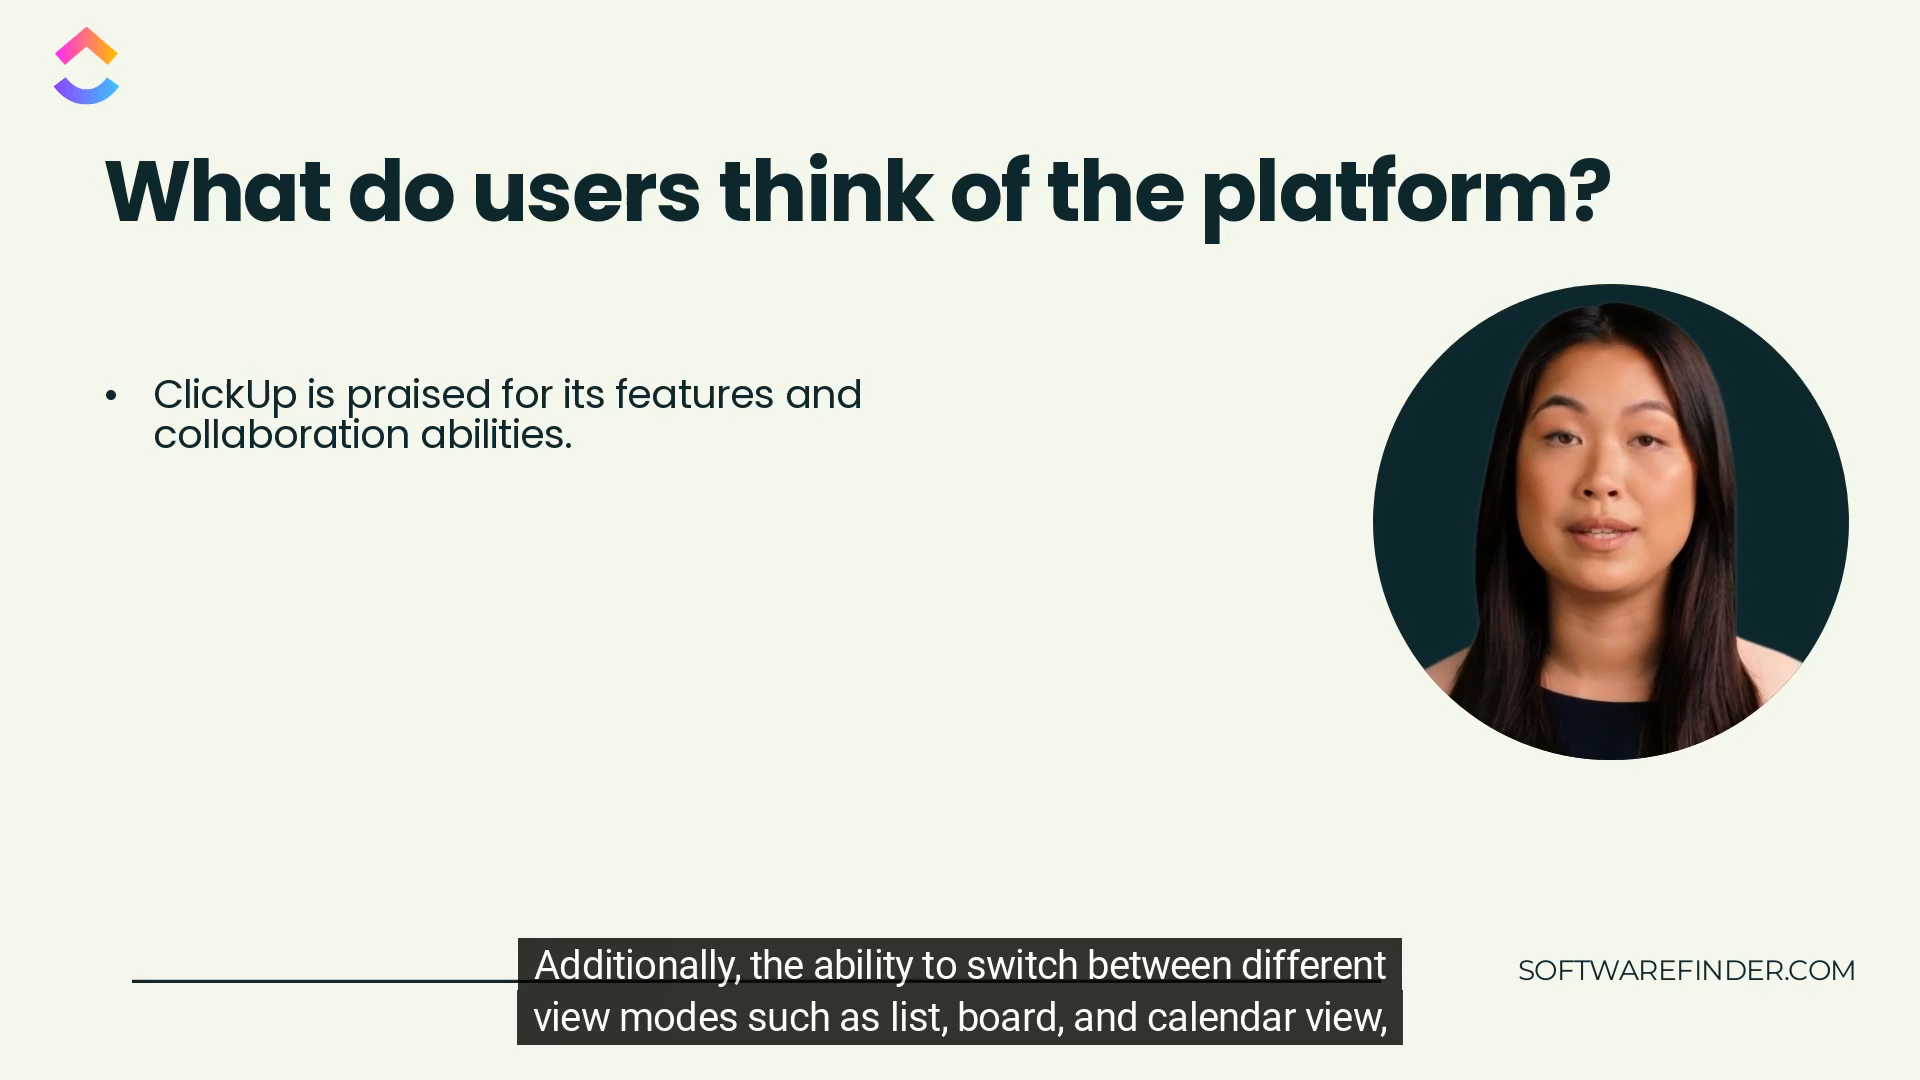 What do users think of the platform?
• ClickUp is praised for its features and
collaboration abilities.
Additionally, the ability to switch between different
view modes such as list, board, and calendar view,
SOFTWAREFINDER.COM